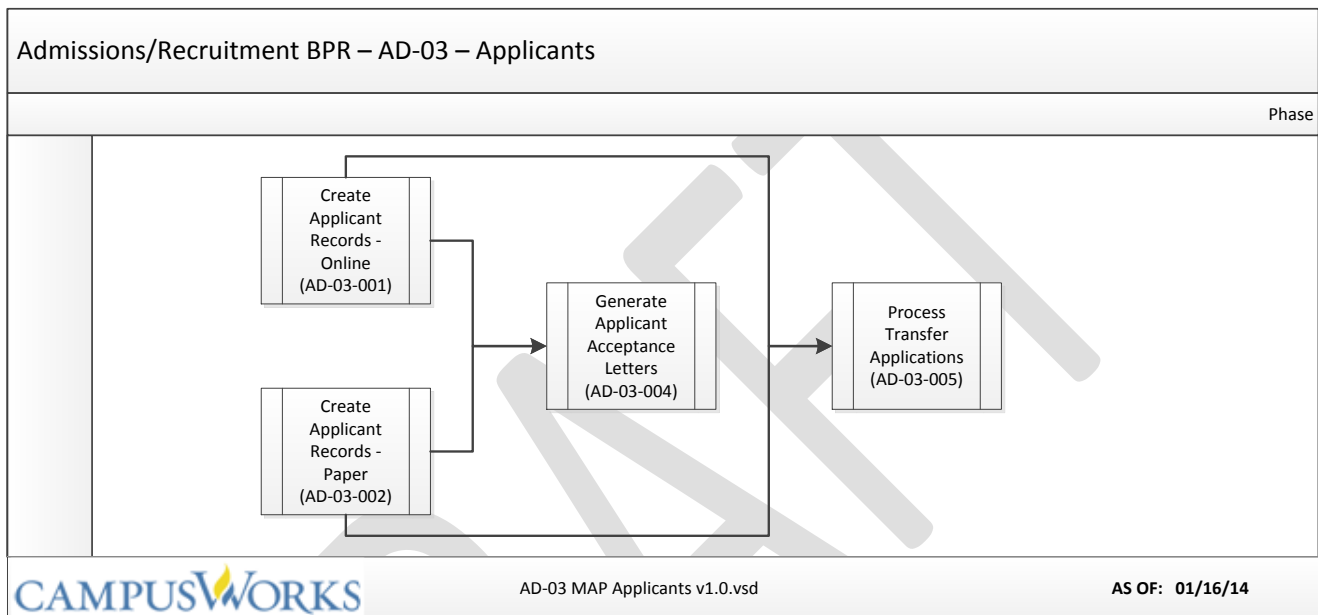 Admissions/Recruitment BPR – AD-03 – Applicants
Phase
Create
Applicant
Records -
Online
(AD-03-001)
Generate
Applicant
Acceptance
Letters
(AD-03-004)
Process
Transfer
Applications
(AD-03-005)
Create
Applicant
Records -
Paper
(AD-03-002)
CAMPUSWORKS
AD-03 MAP Applicants v1.0.vsd
AS OF: 01/16/14